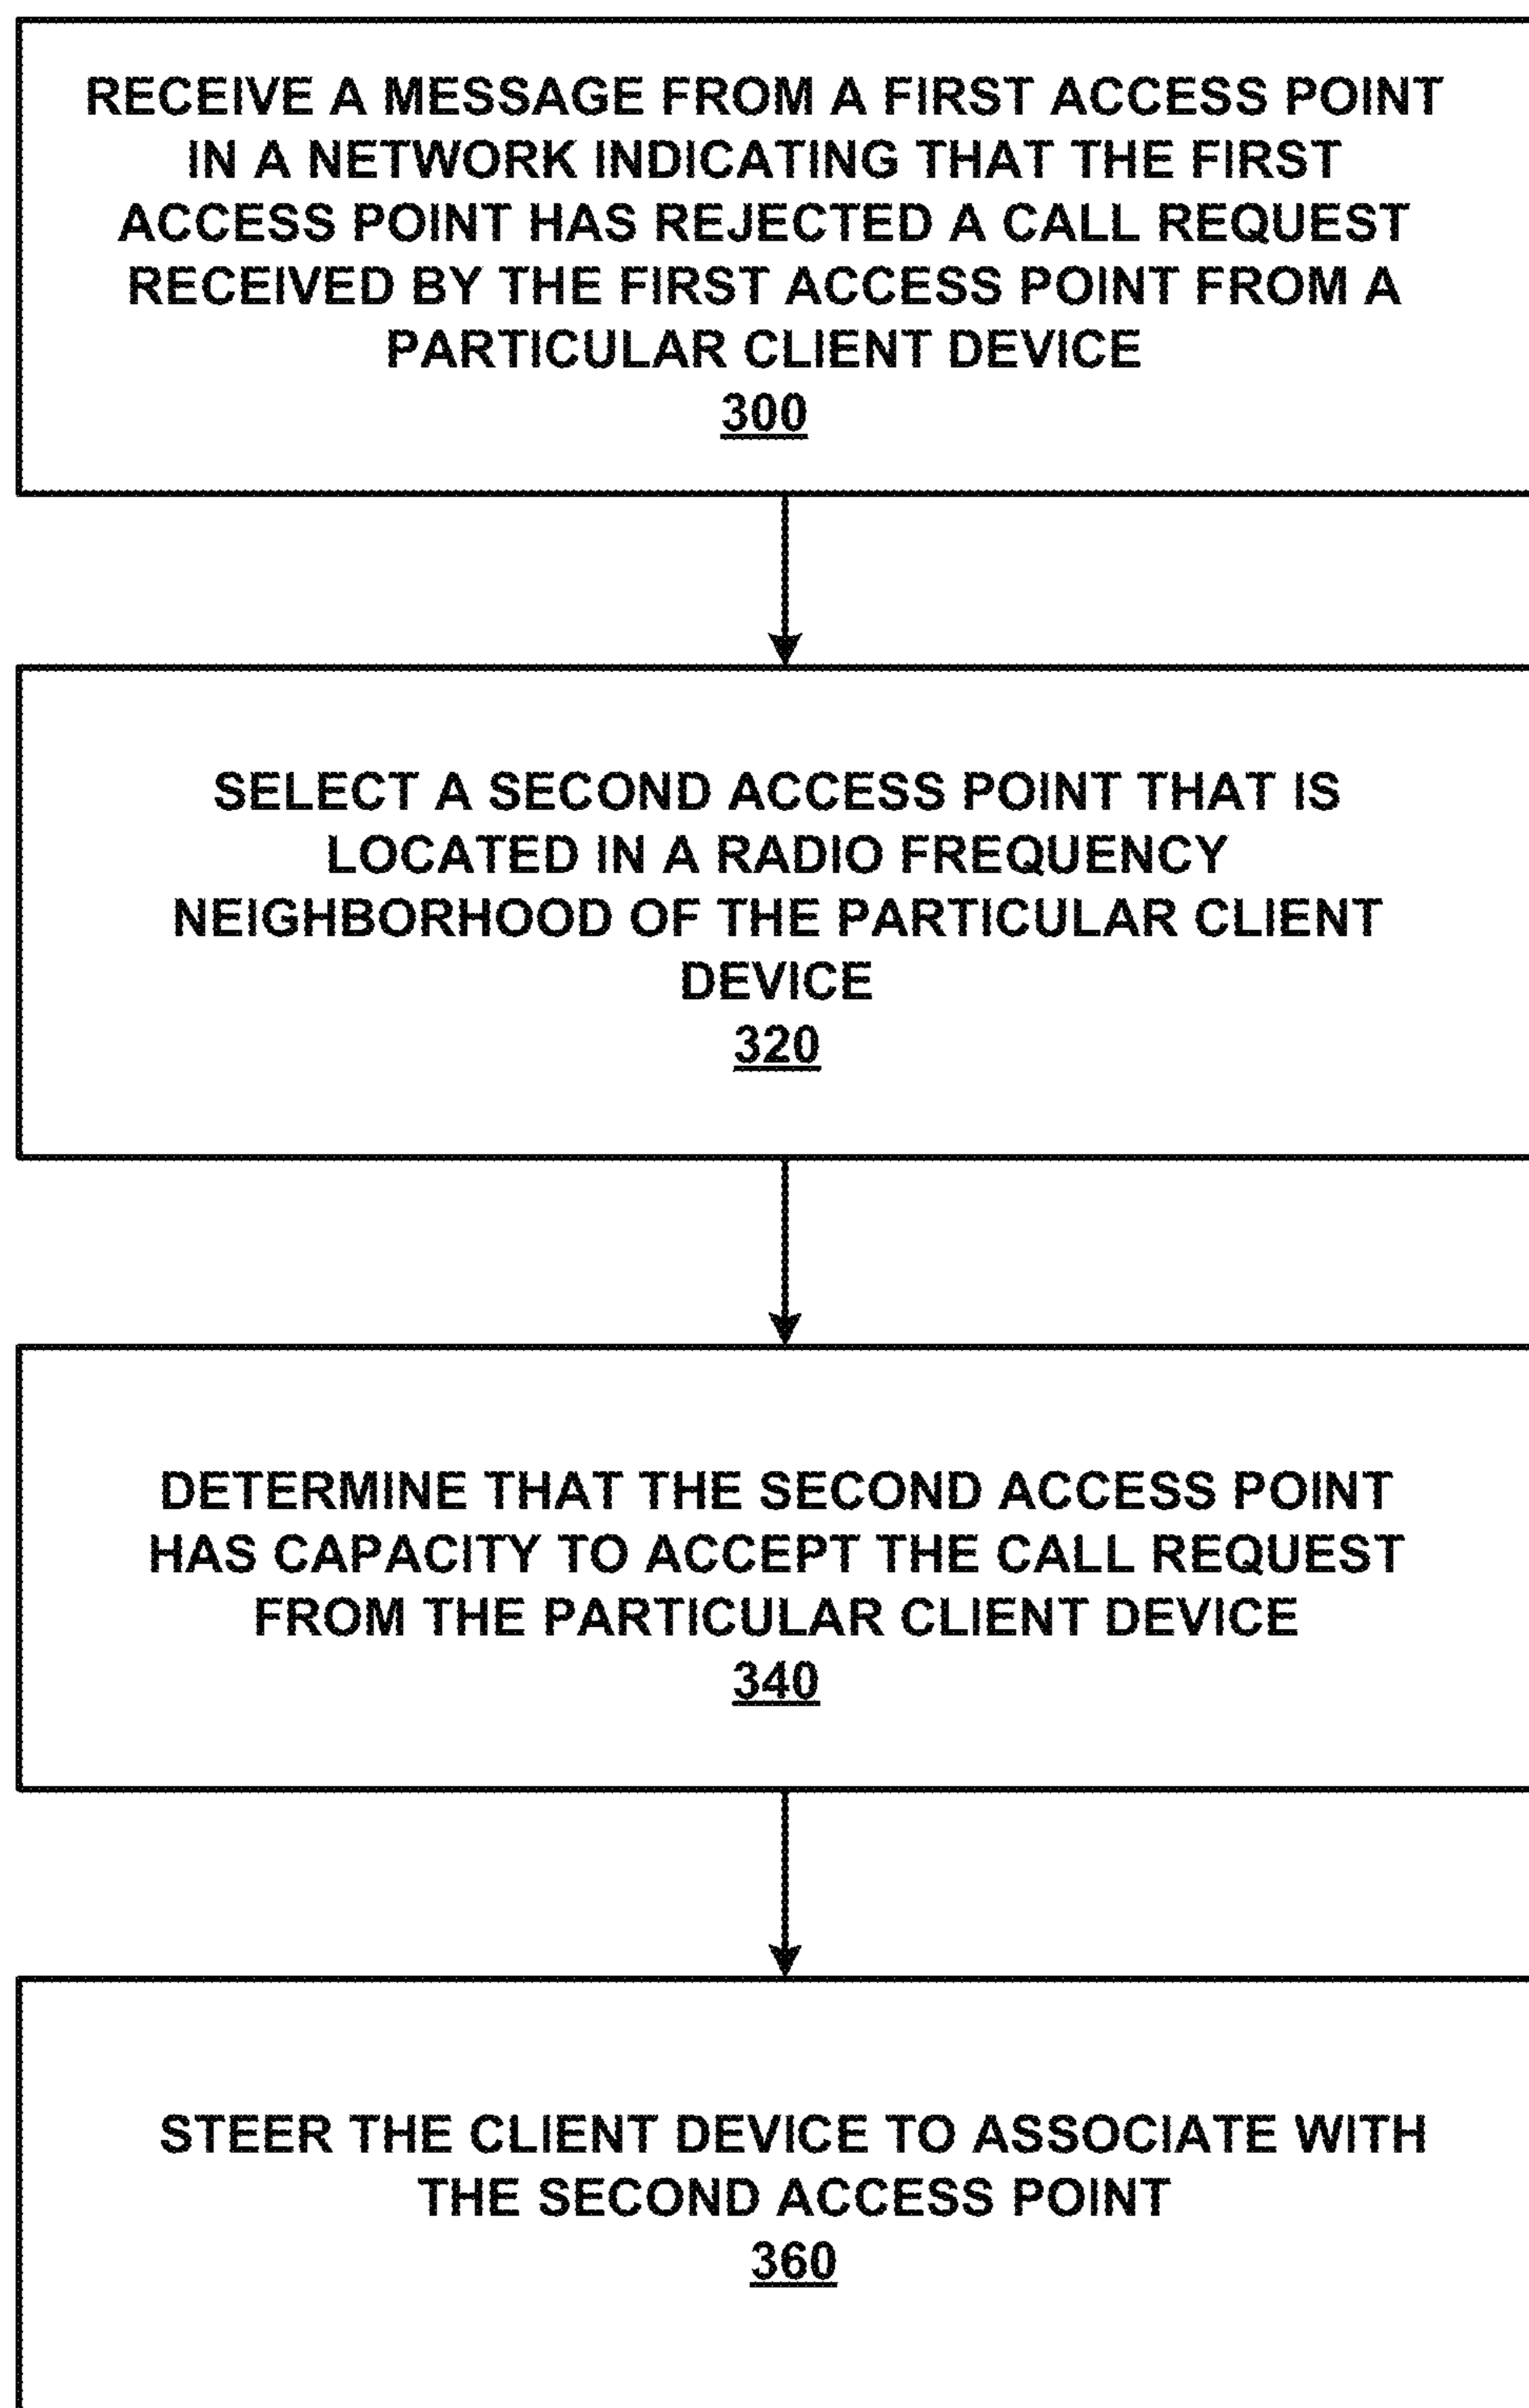 RECEIVE A MESSAGE FROM A FIRST ACCESS POINT
IN A NETWORK INDICATING THAT THE FIRST
ACCESS POINT HAS REJECTED A CALL REQUEST
RECEIVED BY THE FIRST ACCESS POINT FROM A
PARTICULAR CLIENT DEVICE
300
SELECT A SECOND ACCESS POINT THAT IS
LOCATED IN A RADIO FREQUENCY
NEIGHBORHOOD OF THE PARTICULAR CLIENT
DEVICE
320
DETERMINE THAT THE SECOND ACCESS POINT
HAS CAPACITY TO ACCEPT THE CALL REQUEST
FROM THE PARTICULAR CLIENT DEVICE
340
STEER THE CLIENT DEVICE TO ASSOCIATE WITH
THE SECOND ACCESS POINT
360